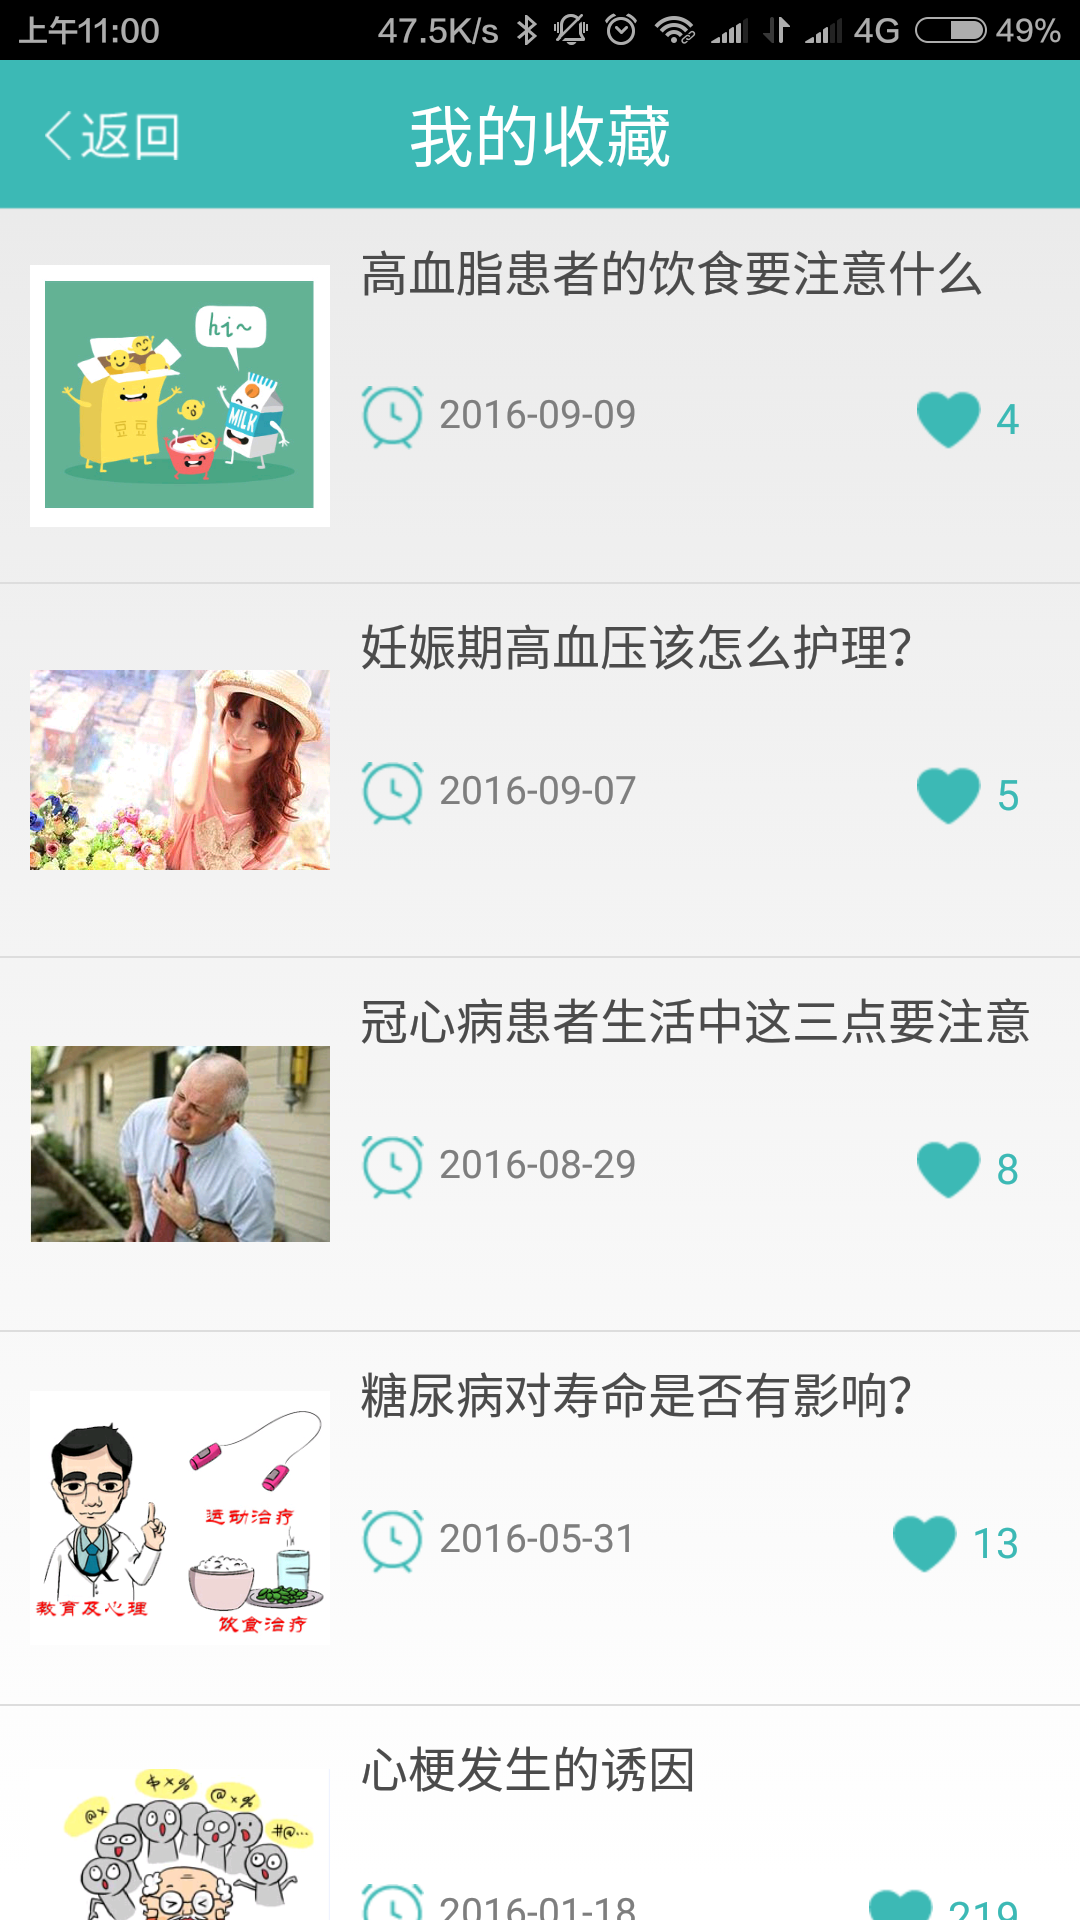 上午11:00 47.5K/s 4G 49%
返回 我的收藏
高血脂患者的饮食要注意什么
hi~
豆豆
MILK
2016-09-09 4
妊娠期高血压该怎么护理?
2016-09-07 5
冠心病患者生活中这三点要注意
2016-08-29 8
糖尿病对寿命是否有影响?
运动治疗
教育及心理
饮食治疗
2016-05-31 13
心梗发生的诱因
@×
$×%
@×%
#@...
2016-01-18 219